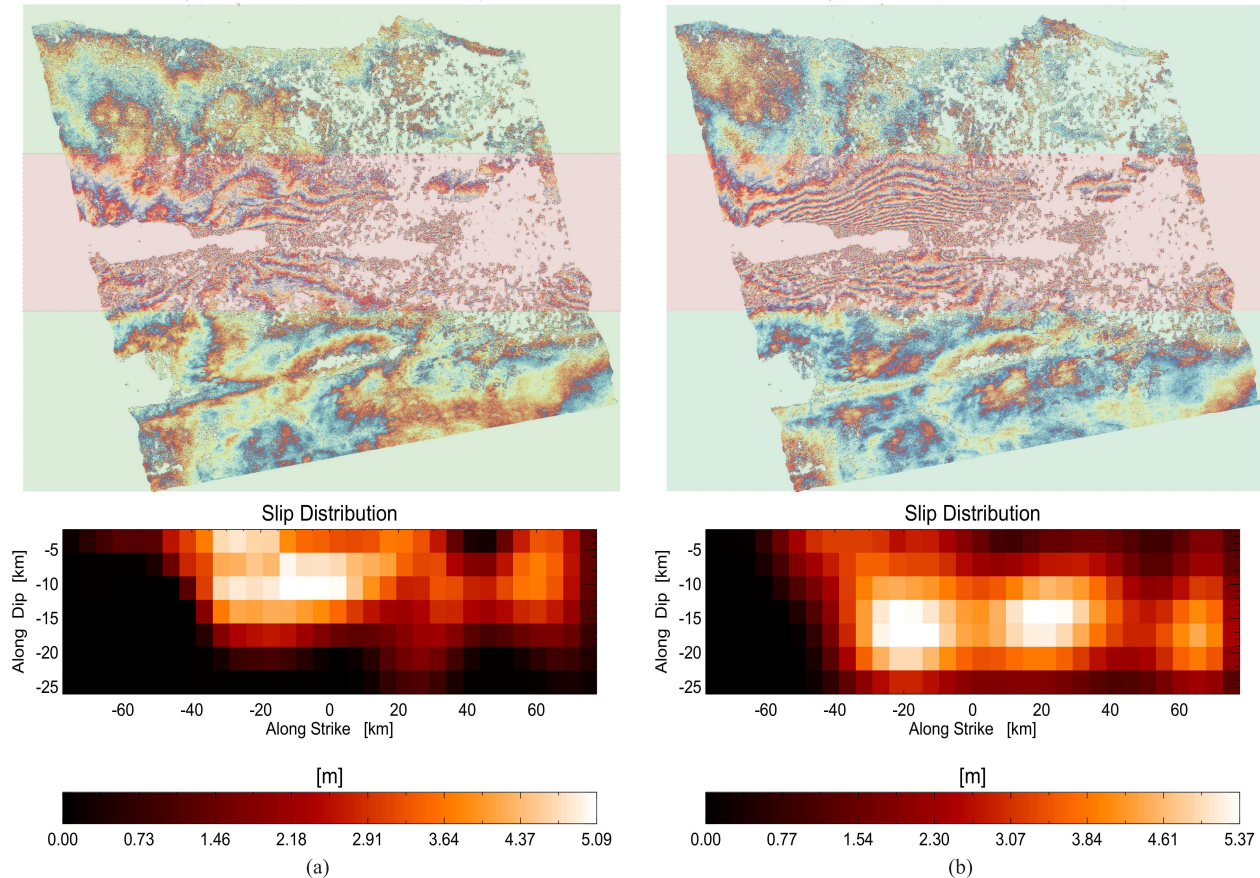 Slip Distribution
Along Dip [km]
-5
-10
-15
-20
-25
-60 -40 -20 0 20 40 60
Along Strike [km]
[m]
0.00 0.73 1.46 2.18 2.91 3.64 4.37 5.09
(a)
Slip Distribution
Along Dip [km]
-5
-10
-15
-20
-25
-60 -40 -20 0 20 40 60
Along Strike [km]
[m]
0.00 0.77 1.54 2.30 3.07 3.84 4.61 5.37
(b)